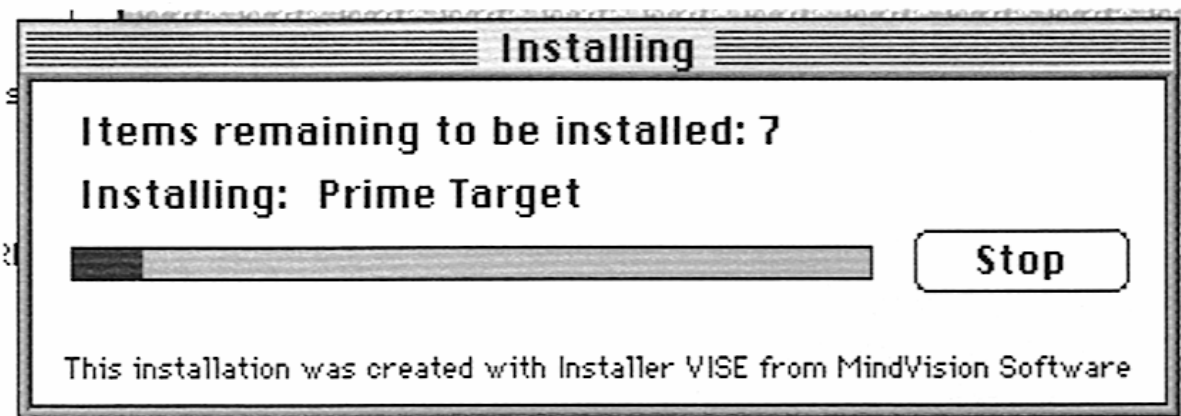 Installing
Items remaining to be installed: 7
Installing: Prime Target
Stop
This installation was created with Installer VISE from MindVision Software